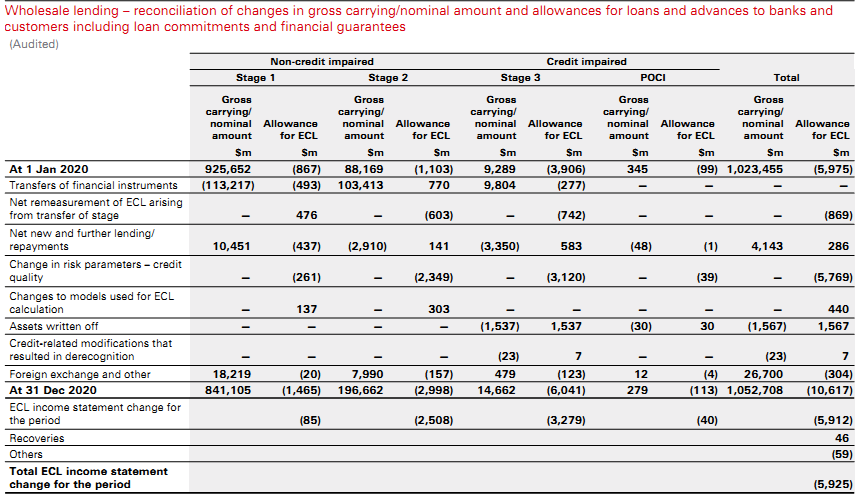 Wholesale lending – reconciliation of changes in gross carrying/nominal amount and allowances for loans and advances to banks and
customers including loan commitments and financial guarantees
(Audited)
Non-credit impaired Credit impaired
Stage 1 Stage 2 Stage 3 POCI Total
Gross Gross Gross Gross Gross
carrying/ carrying/ carrying/ carrying/ carrying/
nominal Allowance nominal Allowance nominal Allowance nominal Allowance nominal Allowance
amount for ECL amount for ECL amount for ECL amount for ECL amount for ECL
$m $m $m $m $m $m $m $m $m $m
At 1 Jan 2020 925,652 (867) 88,169 (1,103) 9,289 (3,906) 345 (99) 1,023,455 (5,975)
Transfers of financial instruments (113,217) (493) 103,413 770 9,804 (277) – – – –
Net remeasurement of ECL arising
from transfer of stage – 476 – (603) – (742) – – – (869)
Net new and further lending/
repayments 10,451 (437) (2,910) 141 (3,350) 583 (48) (1) 4,143 286
Change in risk parameters – credit
quality – (261) – (2,349) – (3,120) – (39) – (5,769)
Changes to models used for ECL
calculation – 137 – 303 – – – – – 440
Assets written off – – – – (1,537) 1,537 (30) 30 (1,567) 1,567
Credit-related modifications that
resulted in derecognition – – – – (23) 7 – – (23) 7
Foreign exchange and other 18,219 (20) 7,990 (157) 479 (123) 12 (4) 26,700 (304)
At 31 Dec 2020 841,105 (1,465) 196,662 (2,998) 14,662 (6,041) 279 (113) 1,052,708 (10,617)
ECL income statement change for
the period (85) (2,508) (3,279) (40) (5,912)
Recoveries 46
Others (59)
Total ECL income statement
change for the period (5,925)